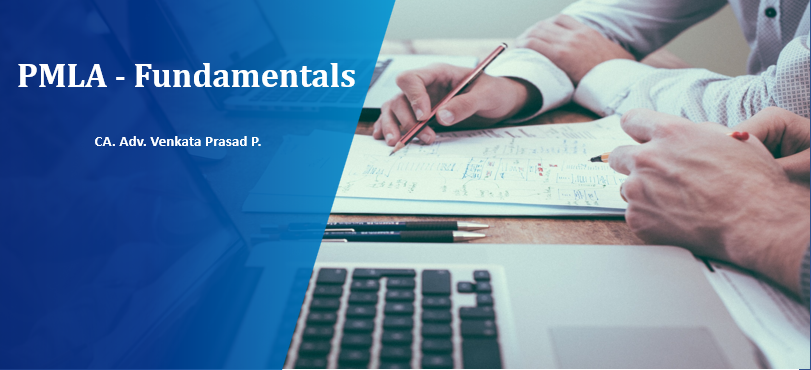 PMLA - Fundamentals
CA. Adv. Venkata Prasad P.